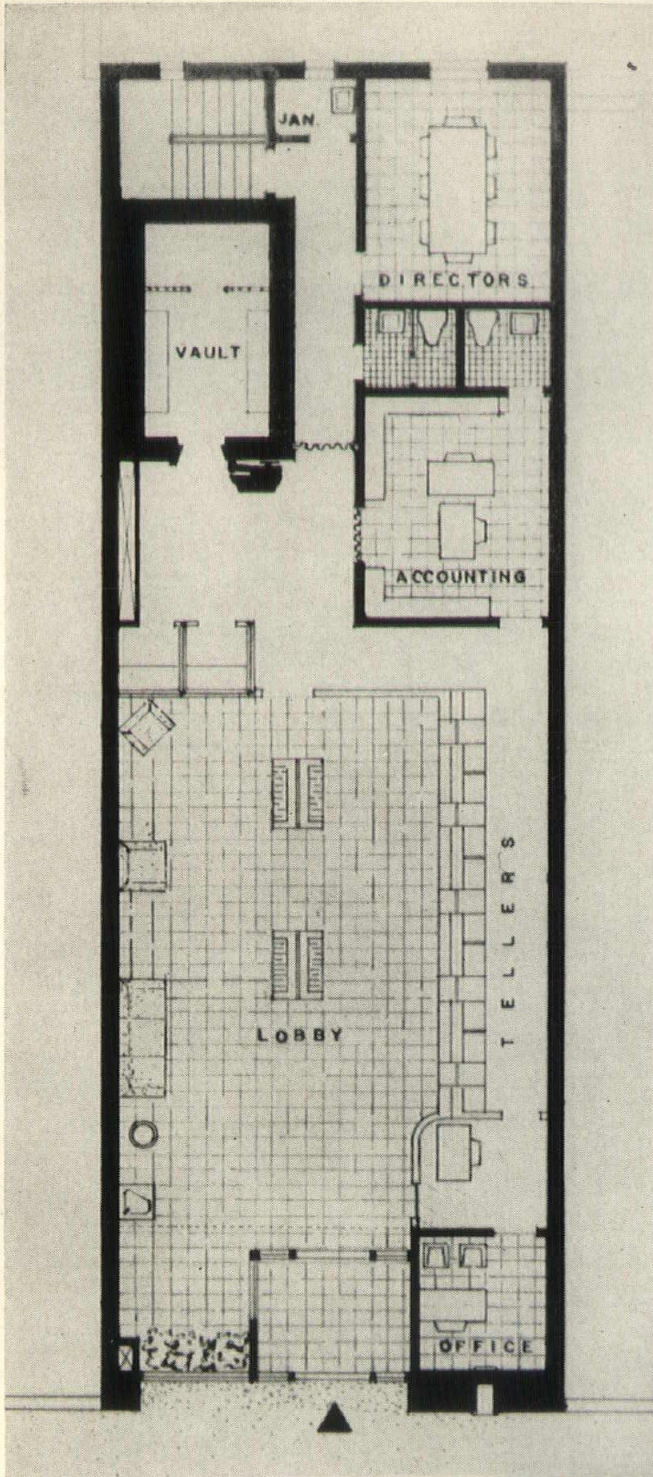 JAN.
DIRECTORS
VAULT
ACCOUNTING
TELLERS
LOBBY
OFFICE